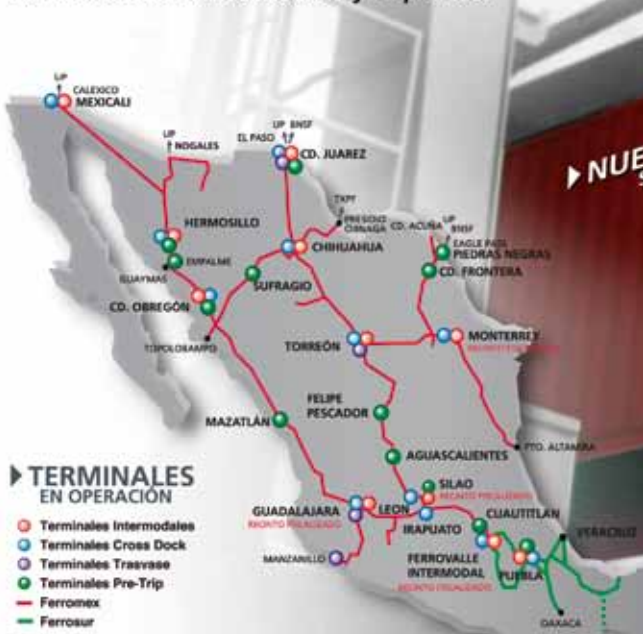 UP
CALEXICO
MEXICALI
UP
NOGALES
UP BNSF
EL PASO
CD. JUAREZ
HERMOSILLO
TXPF
PRESIDIO
OJINAGA
CD. ACUÑA
UP
BNSF
EAGLE PASS
PIEDRAS NEGRAS
CD. FRONTERA
CHIHUAHUA
EMPALME
GUAYMAS
SUFRAGIO
CD. OBREGÓN
TOPOLOBAMPO
TORREÓN
MONTERREY
FELIPE
PESCADOR
MAZATLÁN
PTO. ALTAMIRA
AGUASCALIENTES
SILAO
RECINTO FISCALIZADO
GUADALAJARA
RECINTO FISCALIZADO
LEON
IRAPUATO
CUAUTITLAN
MANZANILLO
FERROVALLE
INTERMODAL
RECINTO FISCALIZADO
PUEBLA
VERACRUZ
OAXACA
TERMINALES
EN OPERACIÓN
Terminales Intermodales
Terminales Cross Dock
Terminales Trasvase
Terminales Pre-Trip
Ferromex
Ferrosur